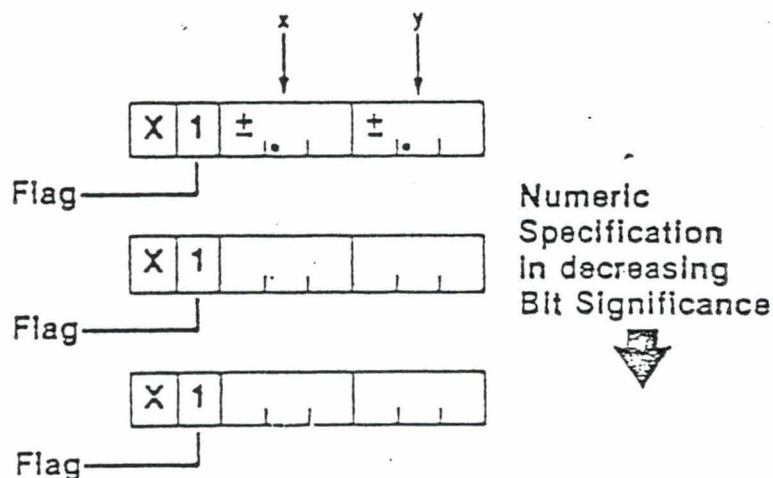 x y
X 1 ± . ± .
Flag
Numeric
Specification
in decreasing
Bit Significance
X 1
Flag
X 1
Flag